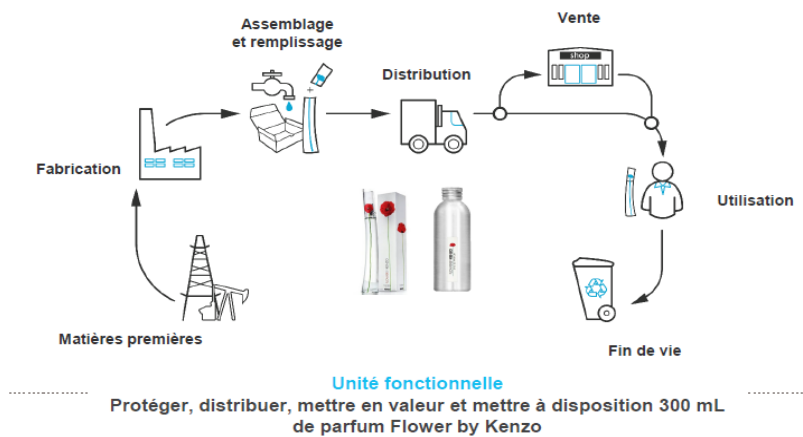 Assemblage
et remplissage
Vente
shop
Distribution
Fabrication
Utilisation
Matières premières
Fin de vie
Unité fonctionnelle
Protéger, distribuer, mettre en valeur et mettre à disposition 300 mL
de parfum Flower by Kenzo